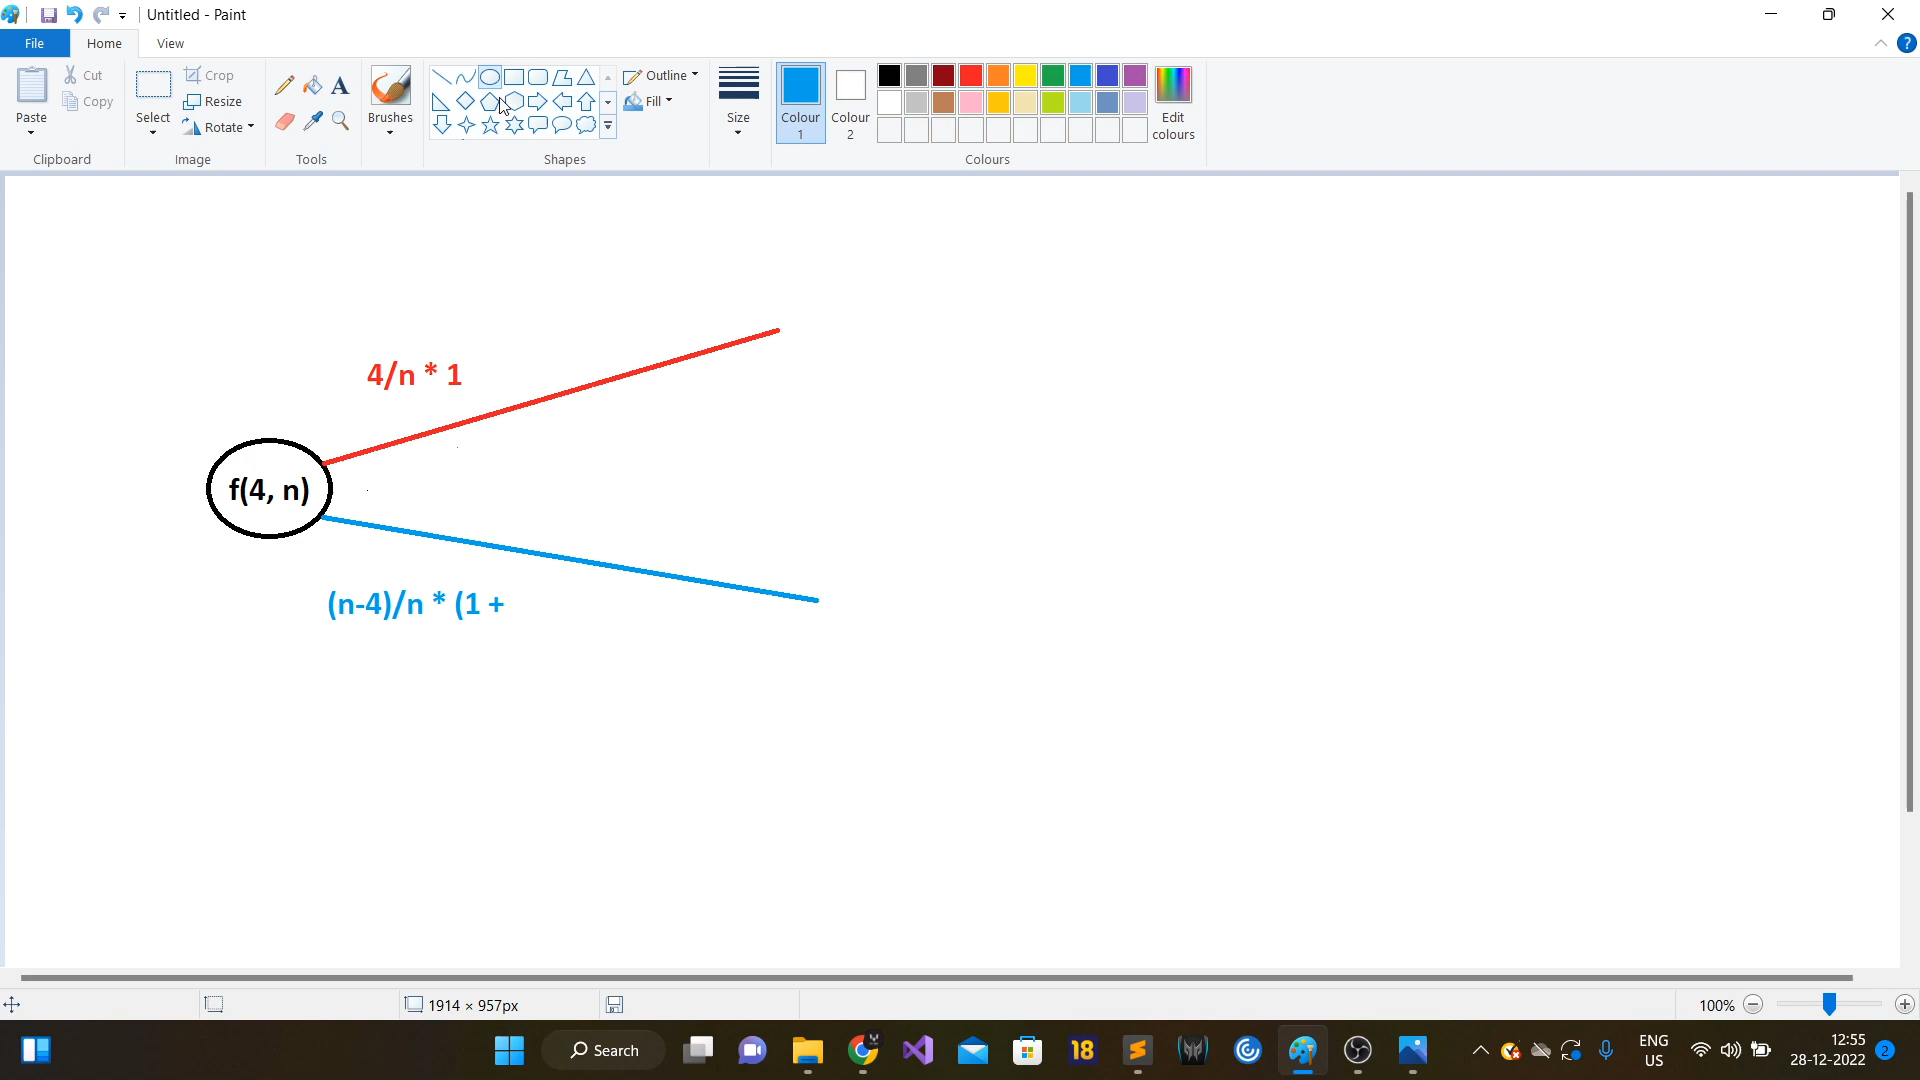 Untitled - Paint
File Home View
Paste
Cut
Copy
Clipboard
Select
Crop
Resize
Rotate
Image
Tools
Brushes
Shapes
Outline
Fill
Size
Colour 1
Colour 2
Edit colours
Colours
4/n * 1
f(4, n)
(n-4)/n * (1 +
1914 × 957px
100%
Search
18
ENG
US
12:55
28-12-2022
2